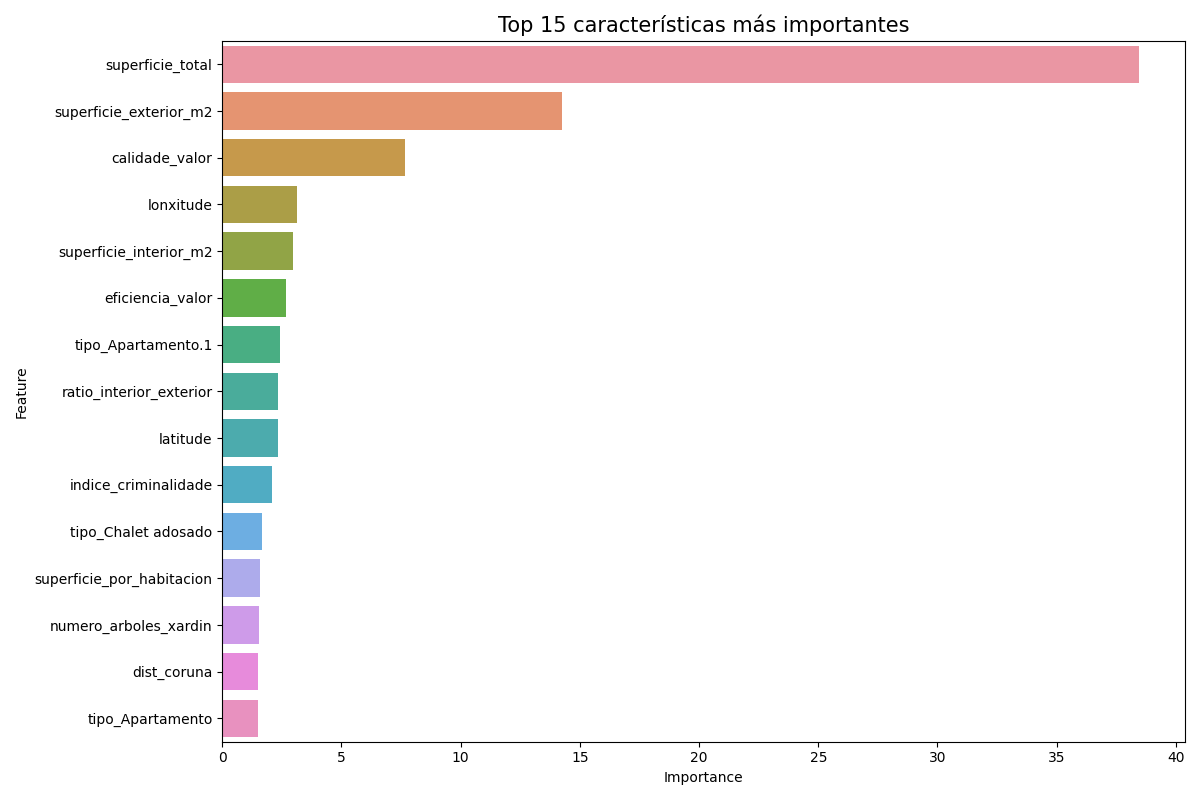 Top 15 características más importantes
superficie_total
superficie_exterior_m2
calidade_valor
lonxitude
superficie_interior_m2
eficiencia_valor
tipo_Apartamento.1
ratio_interior_exterior
latitude
indice_criminalidade
tipo_Chalet adosado
superficie_por_habitacion
numero_arboles_xardin
dist_coruna
tipo_Apartamento
Feature
0 5 10 15 20 25 30 35 40
Importance